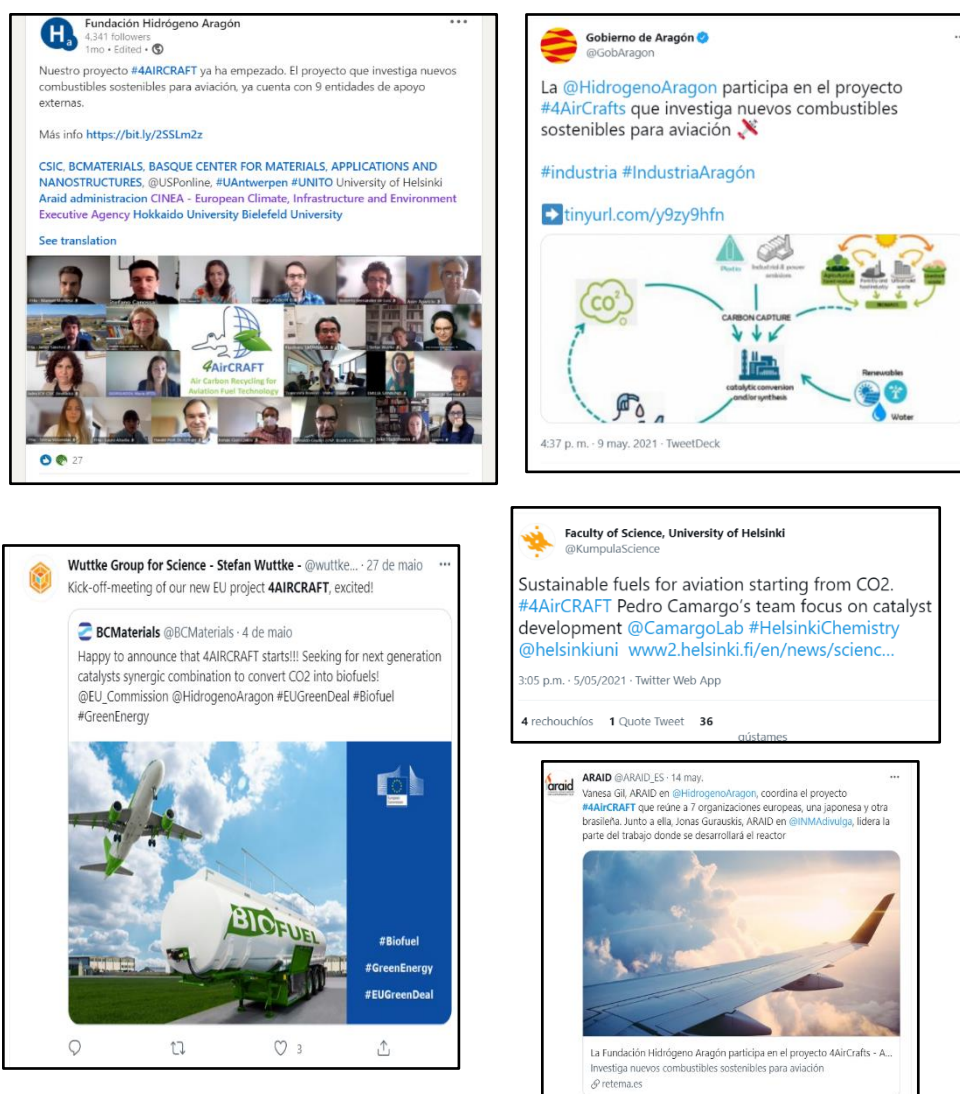 Fundación Hidrógeno Aragón
4.341 followers
1mo • Edited •
Nuestro proyecto #4AIRCRAFT ya ha empezado. El proyecto que investiga nuevos
combustibles sostenibles para aviación, ya cuenta con 9 entidades de apoyo
externas.
Más info https://bit.ly/2SSLm2z
CSIC, BCMATERIALS, BASQUE CENTER FOR MATERIALS, APPLICATIONS AND
NANOSTRUCTURES, @USPonline, #UAntwerpen #UNITO University of Helsinki
Araid administracion CINEA - European Climate, Infrastructure and Environment
Executive Agency Hokkaido University Bielefeld University
See translation
4AirCRAFT
Air Carbon Recycling for
Aviation Fuel Technology
27
Gobierno de Aragón
@GobAragon
La @HidrogenoAragon participa en el proyecto
#4AirCrafts que investiga nuevos combustibles
sostenibles para aviación
#industria #IndustriaAragón
tinyurl.com/y9zy9hfn
CO2
CARBON CAPTURE
catalytic conversion
and/or synthesis
Renewables
Water
4:37 p. m. · 9 may. 2021 · TweetDeck
Wuttke Group for Science - Stefan Wuttke - @wuttke... · 27 de maio
Kick-off-meeting of our new EU project 4AIRCRAFT, excited!
BCMaterials @BCMaterials · 4 de maio
Happy to announce that 4AIRCRAFT starts!!! Seeking for next generation
catalysts synergic combination to convert CO2 into biofuels!
@EU_Commission @HidrogenoAragon #EUGreenDeal #Biofuel
#GreenEnergy
BIOFUEL
#Biofuel
#GreenEnergy
#EUGreenDeal
3
Faculty of Science, University of Helsinki
@KumpulaScience
Sustainable fuels for aviation starting from CO2.
#4AirCRAFT Pedro Camargo's team focus on catalyst
development @CamargoLab #HelsinkiChemistry
@helsinkiuni www2.helsinki.fi/en/news/scienc...
3:05 p.m. · 5/05/2021 · Twitter Web App
4 rechouchíos 1 Quote Tweet 36
gústames
araid
ARAID @ARAID_ES · 14 may.
Vanesa Gil, ARAID en @HidrogenoAragon, coordina el proyecto
#4AirCRAFT que reúne a 7 organizaciones europeas, una japonesa y otra
brasileña. Junto a ella, Jonas Gurauskis, ARAID en @INMAdivulga, lidera la
parte del trabajo donde se desarrollará el reactor
La Fundación Hidrógeno Aragón participa en el proyecto 4AirCrafts - A...
Investiga nuevos combustibles sostenibles para aviación
retema.es